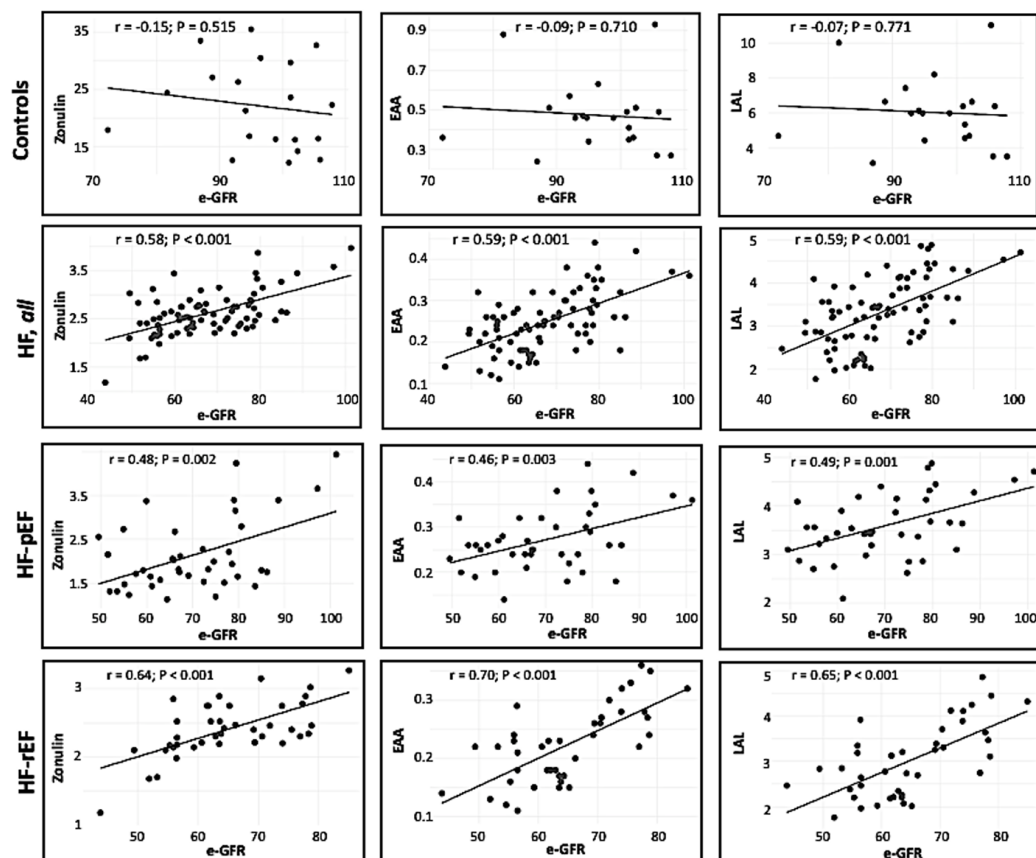 Controls
r = -0.15; P = 0.515
Zonulin
35
25
15
70
90
110
e-GFR
r = -0.09; P = 0.710
EAA
0.9
0.7
0.5
0.3
70
90
110
e-GFR
r = -0.07; P = 0.771
LAL
10
8
6
4
70
90
110
e-GFR
HF, all
r = 0.58; P < 0.001
Zonulin
3.5
2.5
1.5
40
60
80
100
e-GFR
r = 0.59; P < 0.001
EAA
0.4
0.3
0.2
0.1
40
60
80
100
e-GFR
r = 0.59; P < 0.001
LAL
5
4
3
2
40
60
80
100
e-GFR
HF-pEF
r = 0.48; P = 0.002
Zonulin
3.5
2.5
1.5
50
60
70
80
90
100
e-GFR
r = 0.46; P = 0.003
EAA
0.4
0.3
0.2
50
60
70
80
90
100
e-GFR
r = 0.49; P = 0.001
LAL
5
4
3
2
50
60
70
80
90
100
e-GFR
HF-rEF
r = 0.64; P < 0.001
Zonulin
3
2
1
50
60
70
80
e-GFR
r = 0.70; P < 0.001
EAA
0.3
0.2
0.1
50
60
70
80
e-GFR
r = 0.65; P < 0.001
LAL
5
4
3
2
50
60
70
80
e-GFR